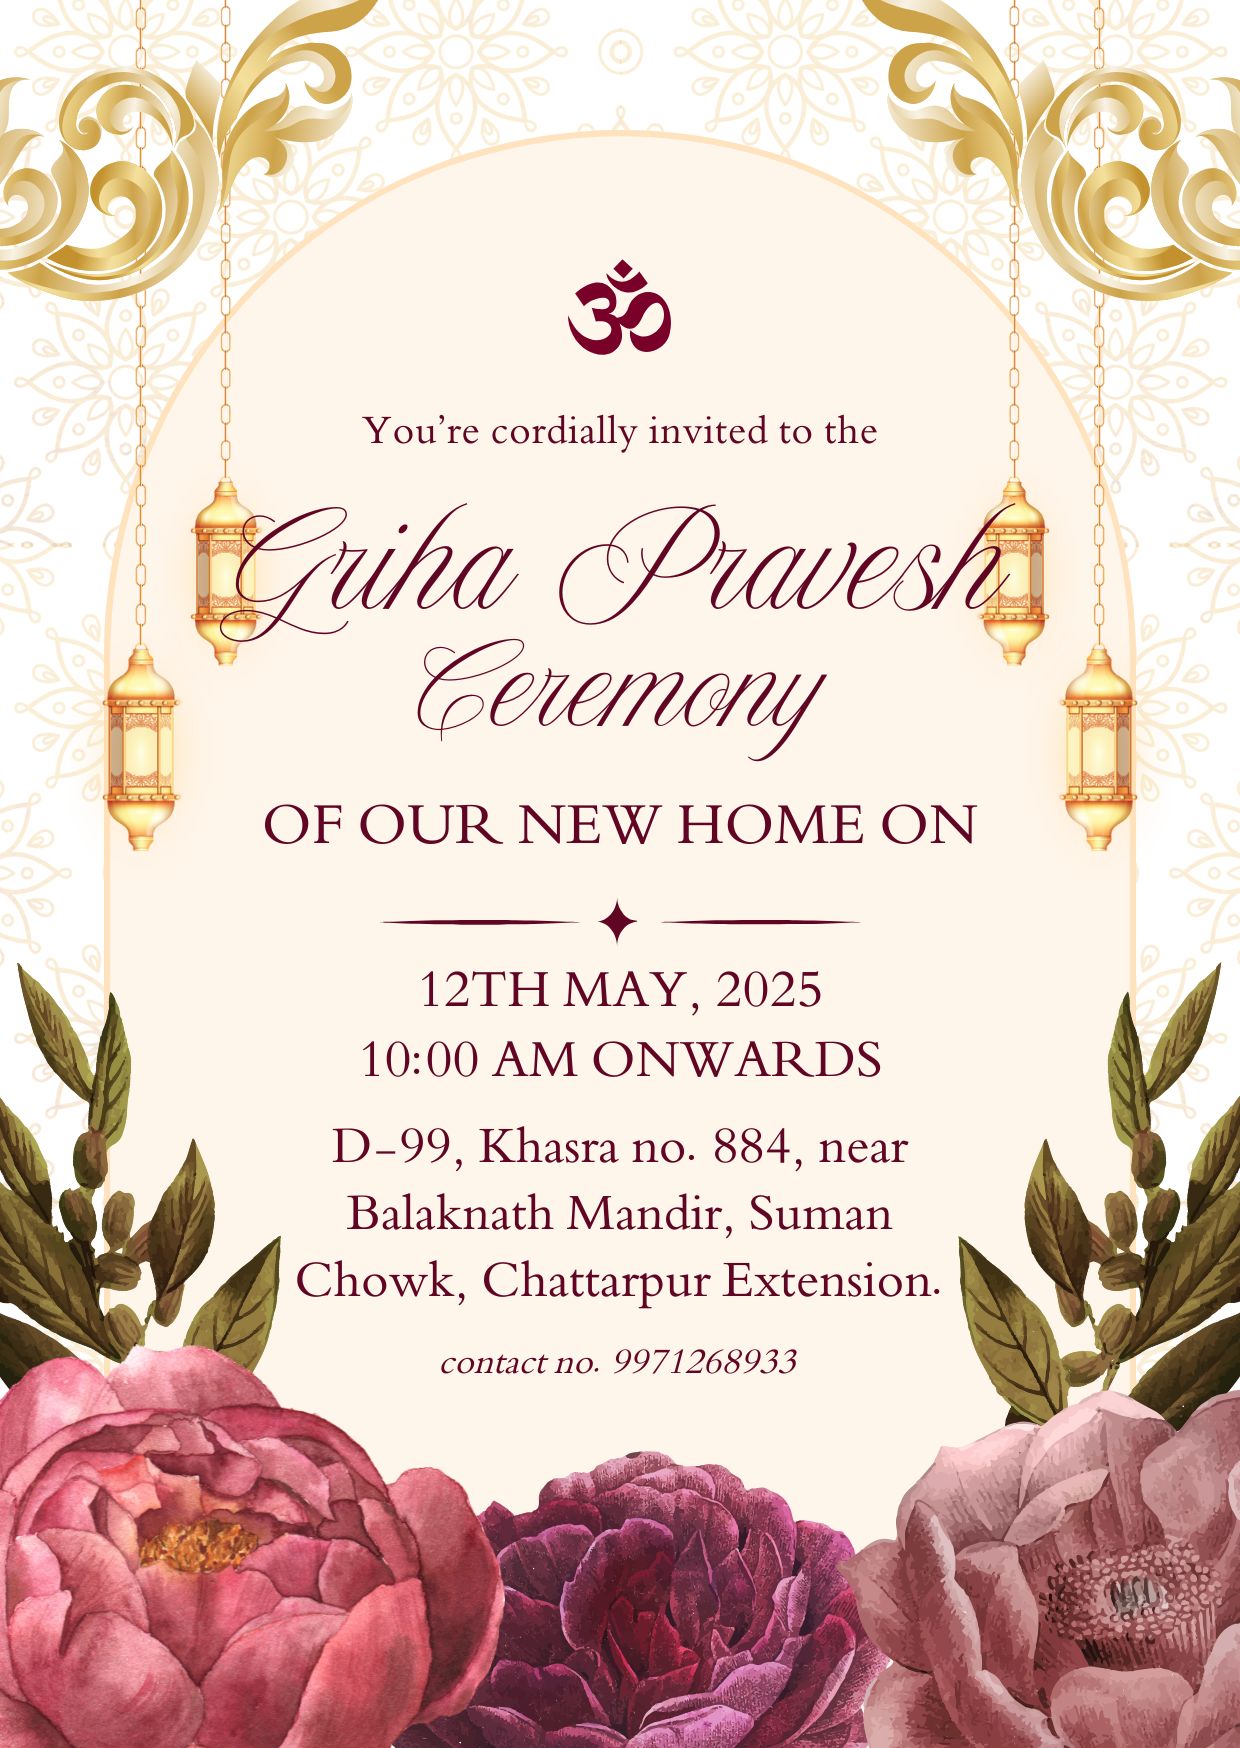 ॐ
You're cordially invited to the
Griha Pravesh
Ceremony
OF OUR NEW HOME ON
12TH MAY, 2025
10:00 AM ONWARDS
D-99, Khasra no. 884, near
Balaknath Mandir, Suman
Chowk, Chattarpur Extension.
contact no. 9971268933